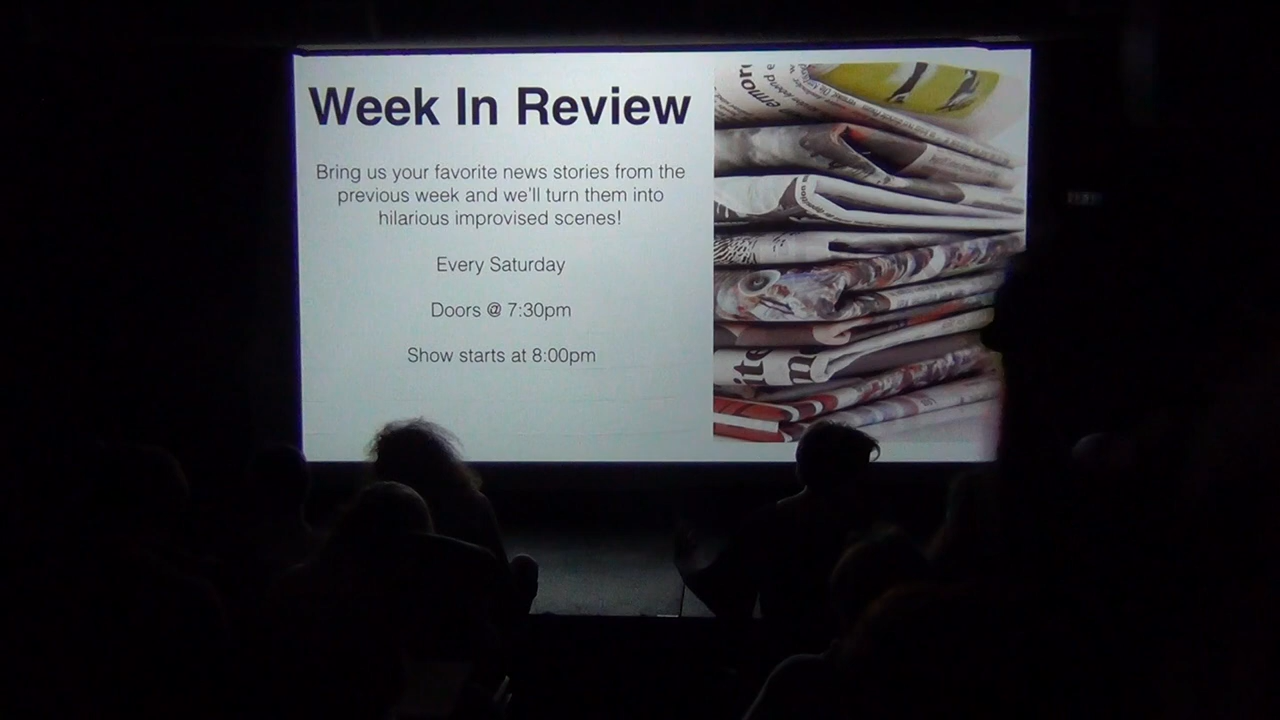 Week In Review
Bring us your favorite news stories from the
previous week and we'll turn them into
hilarious improvised scenes!
Every Saturday
Doors @ 7:30pm
Show starts at 8:00pm